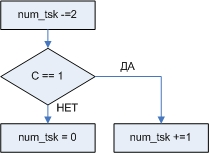 num_tsk -=2
C == 1
ДА
НЕТ
num_tsk = 0
num_tsk +=1